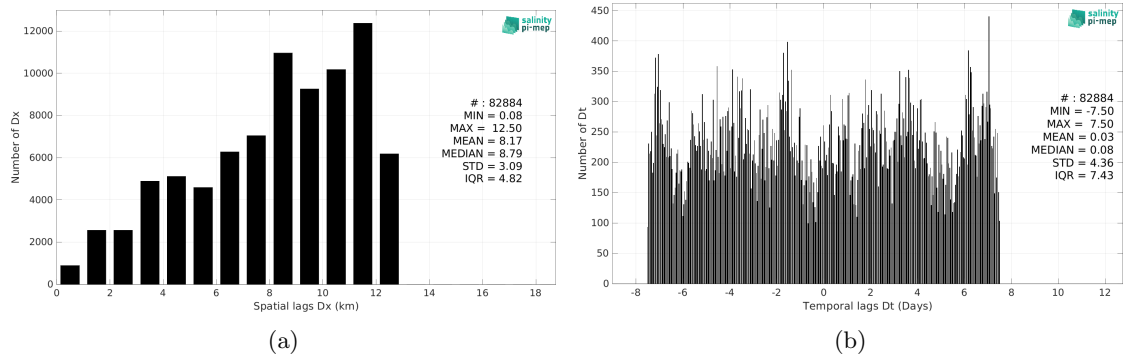 12000
10000
8000
6000
4000
2000
0
Number of Dx
0 2 4 6 8 10 12 14 16 18
Spatial lags Dx (km)
salinity
pi-mep
# : 82884
MIN = 0.08
MAX = 12.50
MEAN = 8.17
MEDIAN = 8.79
STD = 3.09
IQR = 4.82
(a)
450
400
350
300
250
200
150
100
50
0
Number of Dt
-8 -6 -4 -2 0 2 4 6 8 10 12
Temporal lags Dt (Days)
salinity
pi-mep
# : 82884
MIN = -7.50
MAX = 7.50
MEAN = 0.03
MEDIAN = 0.08
STD = 4.36
IQR = 7.43
(b)